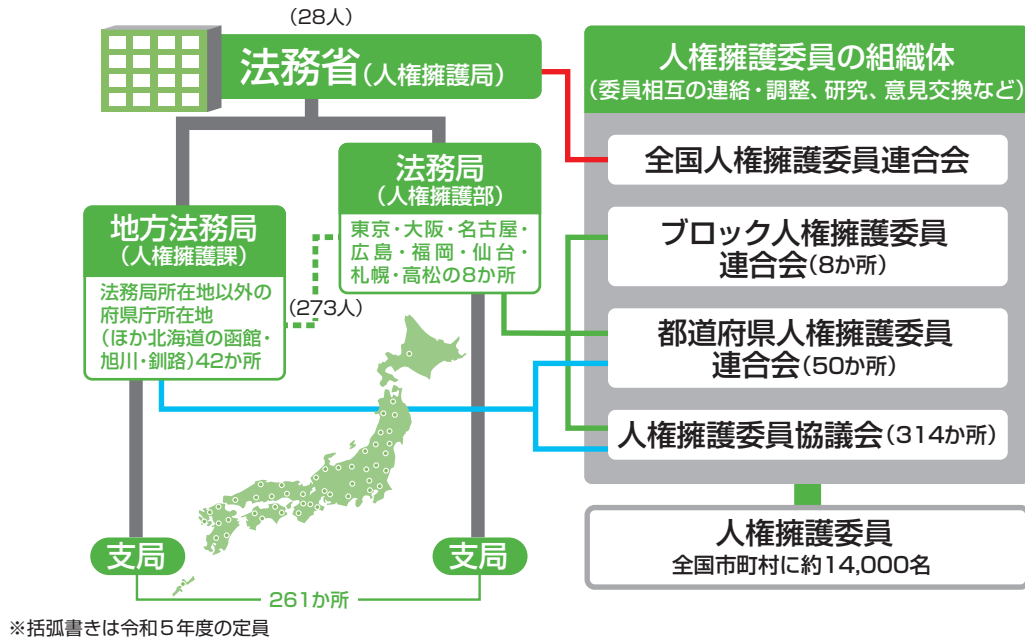 (28人)
法務省(人権擁護局)
法務局
(人権擁護部)
東京・大阪・名古屋・
広島・福岡・仙台・
札幌・高松の8か所
地方法務局
(人権擁護課)
法務局所在地以外の
府県庁所在地
(ほか北海道の函館・
旭川・釧路)42か所
(273人)
支局
支局
261か所
人権擁護委員の組織体
(委員相互の連絡・調整、研究、意見交換など)
全国人権擁護委員連合会
ブロック人権擁護委員
連合会(8か所)
都道府県人権擁護委員
連合会(50か所)
人権擁護委員協議会(314か所)
人権擁護委員
全国市町村に約14,000名
※括弧書きは令和5年度の定員